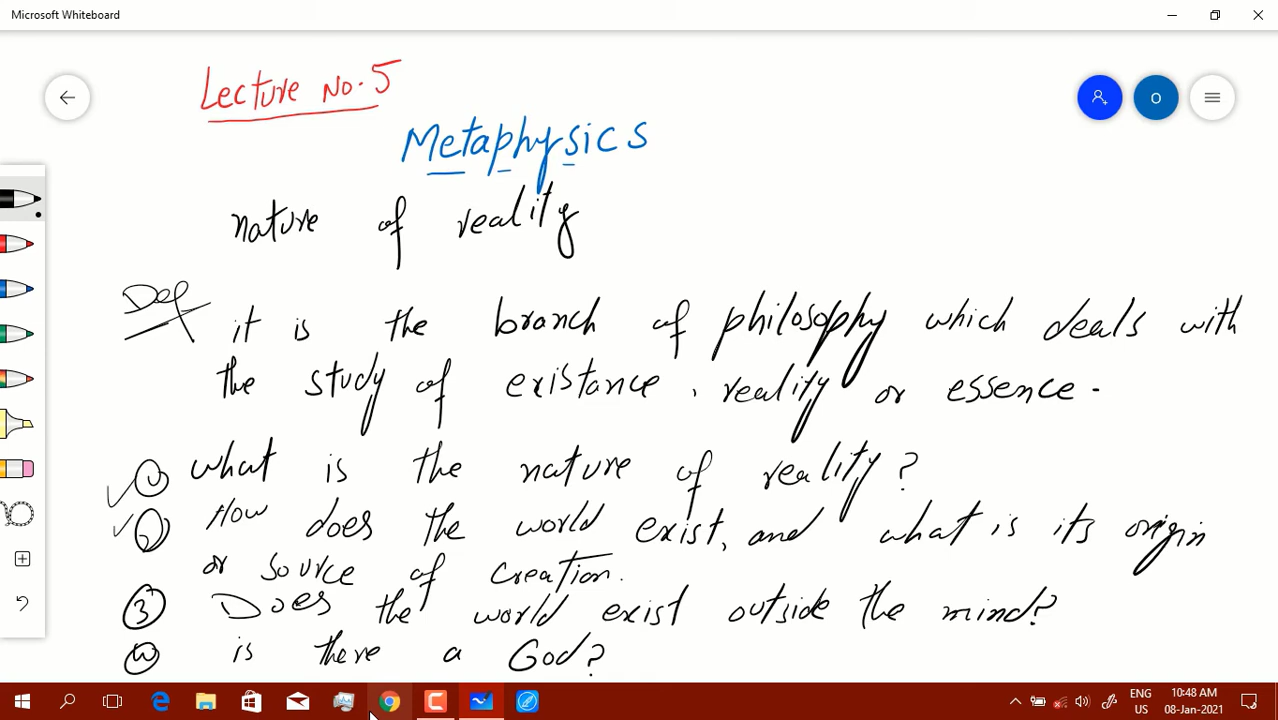 Microsoft Whiteboard
Lecture No. 5
Metaphysics
nature of reality
Def it is the branch of philosophy which deals with
the study of existance, reality or essence.
① what is the nature of reality?
② How does the world exist, and what is its origin
or source of creation.
③ Does the world exist outside the mind?
④ is there a God?
O
ENG
US
10:48 AM
08-Jan-2021